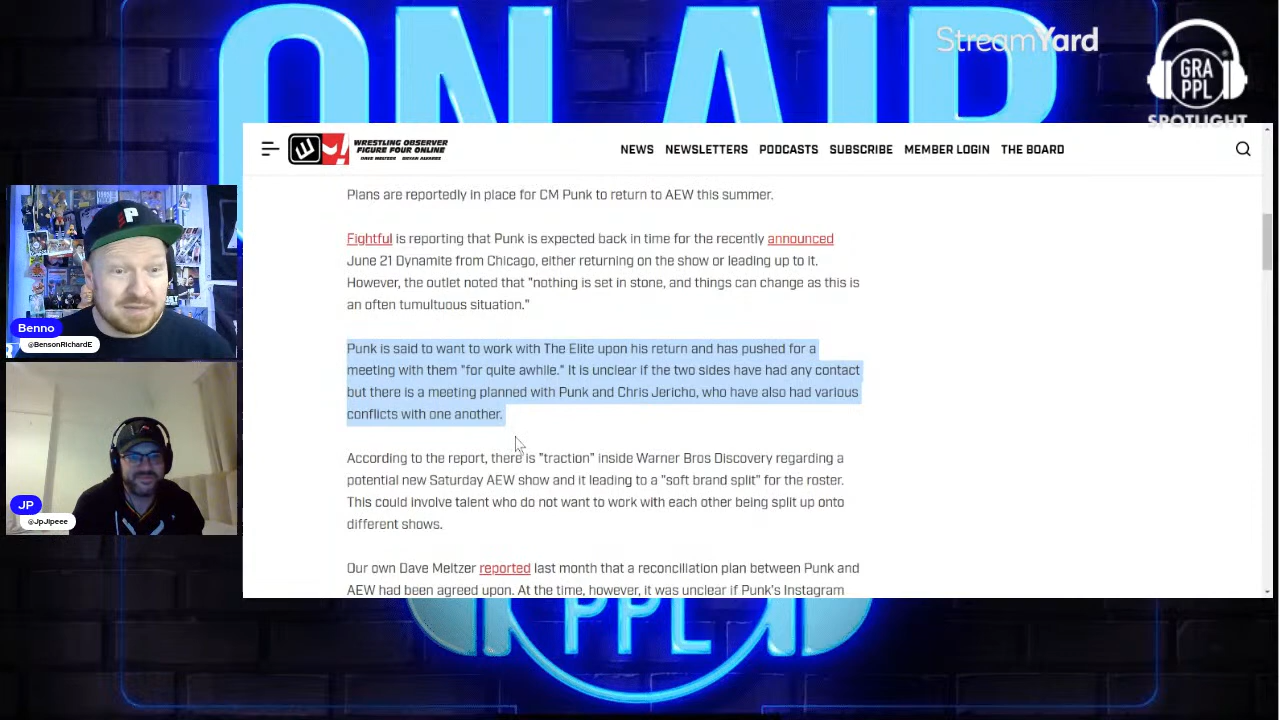 ON AIR
StreamYard
GRA
PPL
SPOTLIGHT
WRESTLING OBSERVER
FIGURE FOUR ONLINE
DAVE MELTZER BRYAN ALVAREZ
NEWS NEWSLETTERS PODCASTS SUBSCRIBE MEMBER LOGIN THE BOARD
Plans are reportedly in place for CM Punk to return to AEW this summer.
Fightful is reporting that Punk is expected back in time for the recently announced
June 21 Dynamite from Chicago, either returning on the show or leading up to it.
However, the outlet noted that "nothing is set in stone, and things can change as this is
an often tumultuous situation."
Punk is said to want to work with The Elite upon his return and has pushed for a
meeting with them "for quite awhile." It is unclear if the two sides have had any contact
but there is a meeting planned with Punk and Chris Jericho, who have also had various
conflicts with one another.
According to the report, there is "traction" inside Warner Bros Discovery regarding a
potential new Saturday AEW show and it leading to a "soft brand split" for the roster.
This could involve talent who do not want to work with each other being split up onto
different shows.
Our own Dave Meltzer reported last month that a reconciliation plan between Punk and
AEW had been agreed upon. At the time, however, it was unclear if Punk's Instagram
P
Benno
@BensonRichardE
JP
@JpJipeee
PPL